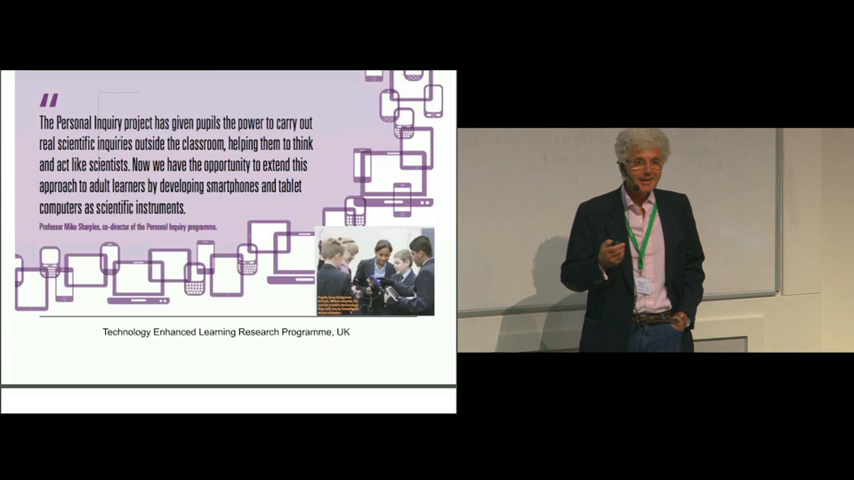 "
The Personal Inquiry project has given pupils the power to carry out
real scientific inquiries outside the classroom, helping them to think
and act like scientists. Now we have the opportunity to extend this
approach to adult learners by developing smartphones and tablet
computers as scientific instruments.
Professor Mike Sharples, co-director of the Personal Inquiry programme.
Technology Enhanced Learning Research Programme, UK